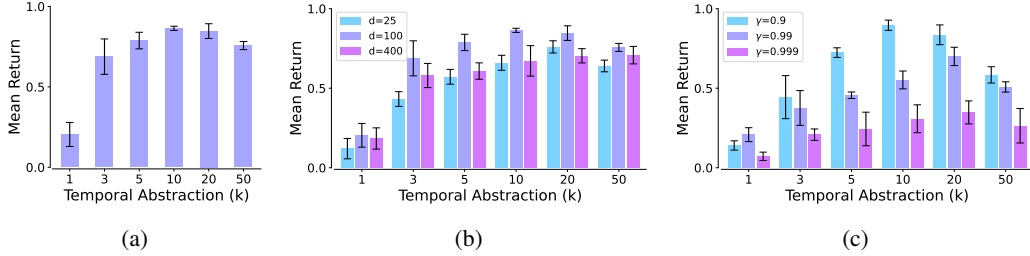 1.0
0.5
0.0
Mean Return
1 3 5 10 20 50
Temporal Abstraction (k)
(a)
1.0
0.5
0.0
Mean Return
d=25
d=100
d=400
1 3 5 10 20 50
Temporal Abstraction (k)
(b)
1.0
0.5
0.0
Mean Return
γ=0.9
γ=0.99
γ=0.999
1 3 5 10 20 50
Temporal Abstraction (k)
(c)